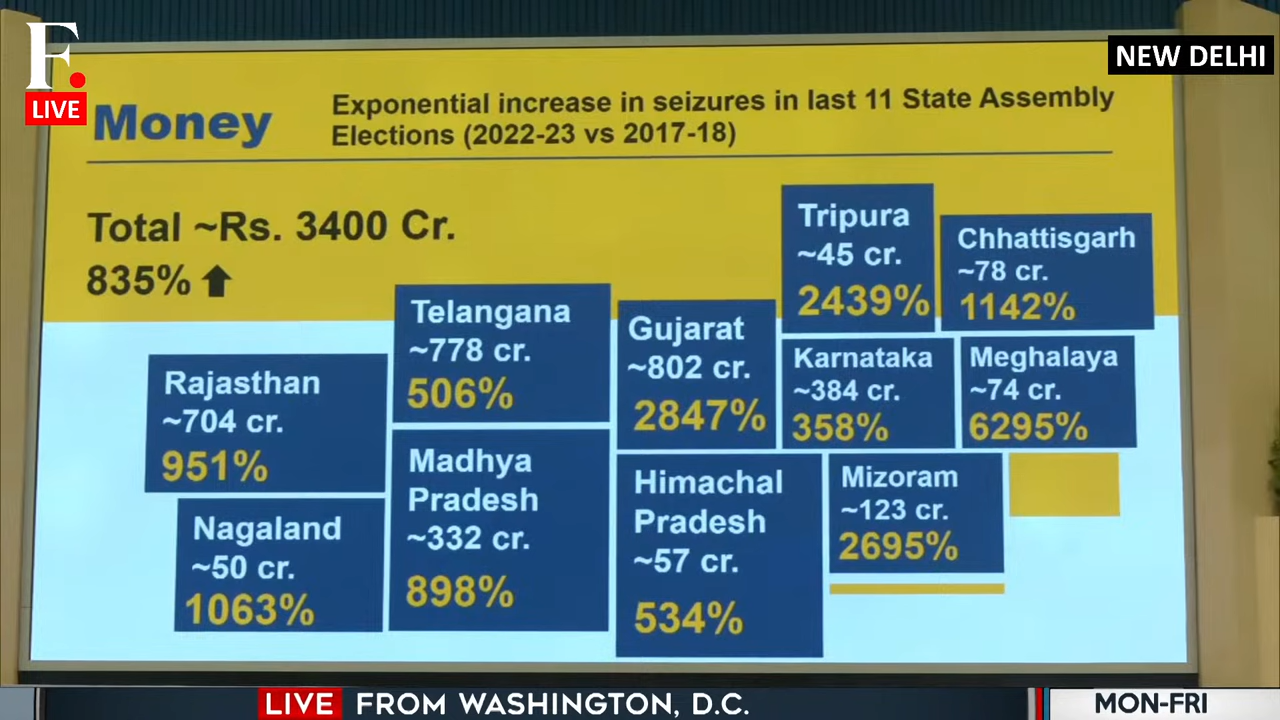 F.
LIVE
NEW DELHI
Money
Exponential increase in seizures in last 11 State Assembly
Elections (2022-23 vs 2017-18)
Total ~Rs. 3400 Cr.
835%
Rajasthan
~704 cr.
951%
Nagaland
~50 cr.
1063%
Telangana
~778 cr.
506%
Madhya
Pradesh
~332 cr.
898%
Gujarat
~802 cr.
2847%
Himachal
Pradesh
~57 cr.
534%
Tripura
~45 cr.
2439%
Chhattisgarh
~78 cr.
1142%
Karnataka
~384 cr.
358%
Meghalaya
~74 cr.
6295%
Mizoram
~123 cr.
2695%
LIVE FROM WASHINGTON, D.C.
MON-FRI